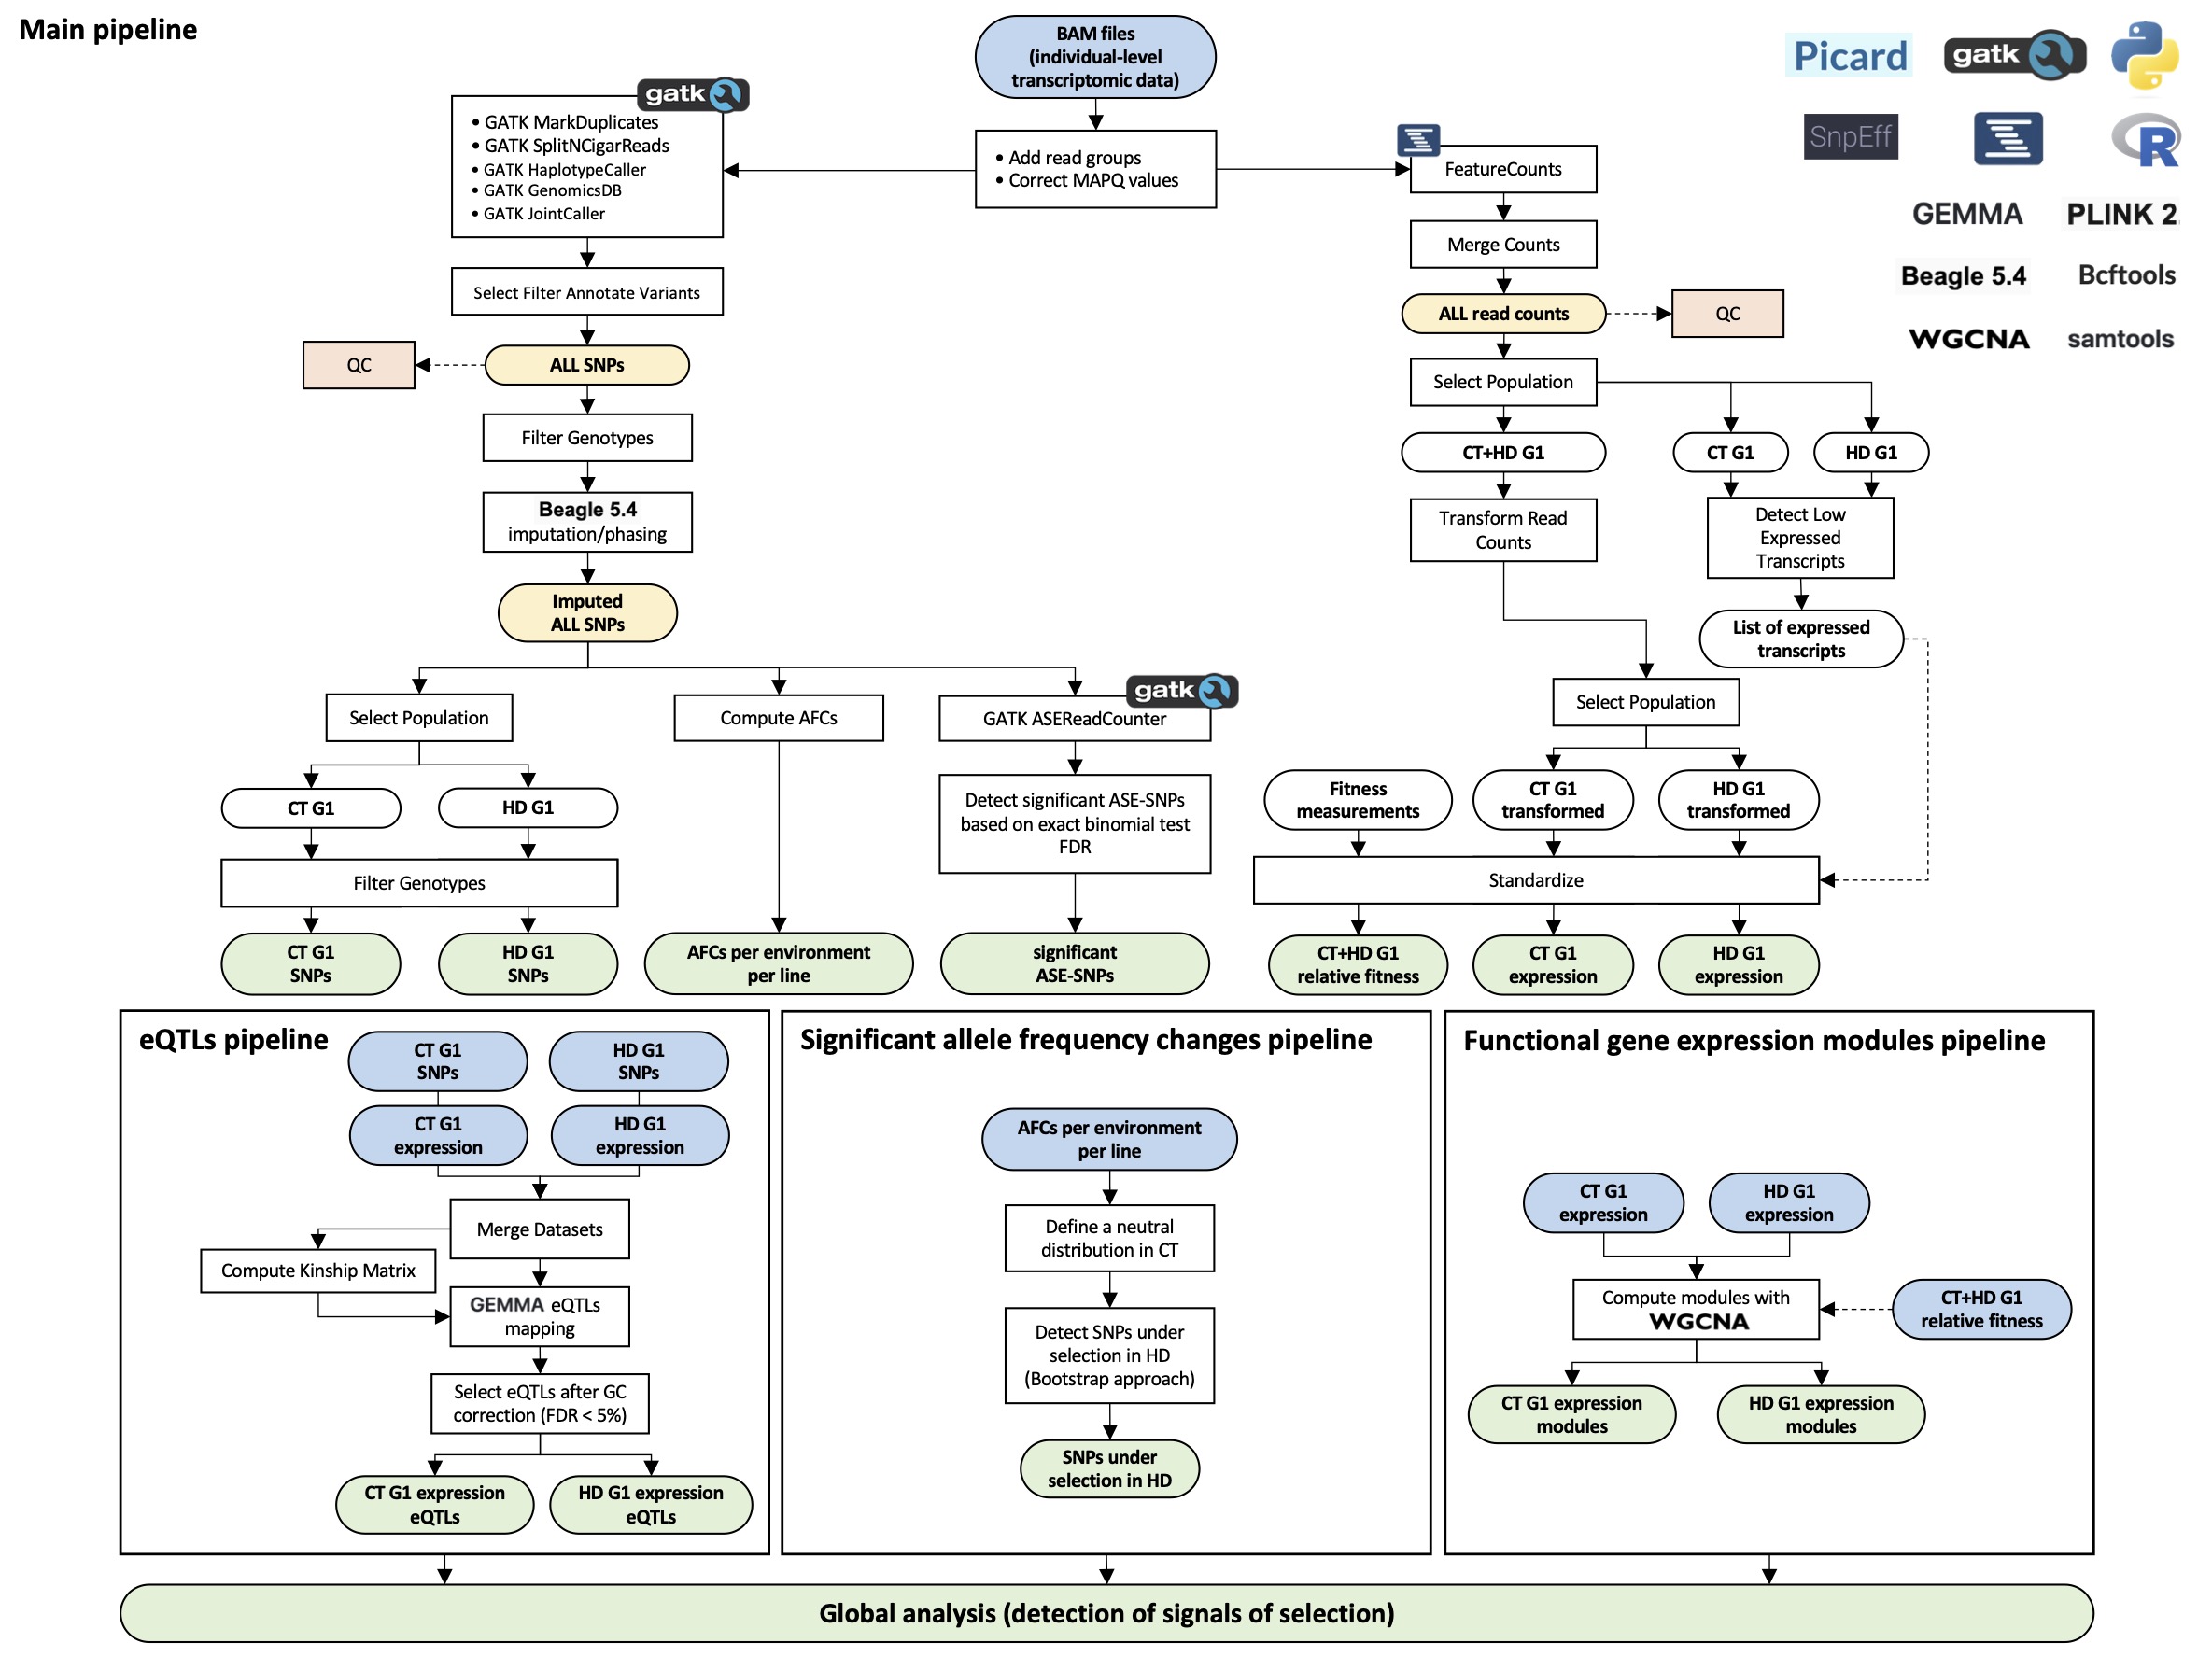 Main pipeline
BAM files
(individual-level
transcriptomic data)
Picard
gatk
SnpEff
R
GEMMA
PLINK 2
Beagle 5.4
Bcftools
WGCNA
samtools
• Add read groups
• Correct MAPQ values
gatk
• GATK MarkDuplicates
• GATK SplitNCigarReads
• GATK HaplotypeCaller
• GATK GenomicsDB
• GATK JointCaller
Select Filter Annotate Variants
QC
ALL SNPs
Filter Genotypes
Beagle 5.4
imputation/phasing
Imputed
ALL SNPs
Select Population
CT G1
HD G1
Filter Genotypes
CT G1
SNPs
HD G1
SNPs
Compute AFCs
AFCs per environment
per line
gatk
GATK ASEReadCounter
Detect significant ASE-SNPs
based on exact binomial test
FDR
significant
ASE-SNPs
FeatureCounts
Merge Counts
ALL read counts
QC
Select Population
CT+HD G1
CT G1
HD G1
Transform Read
Counts
Detect Low
Expressed
Transcripts
List of expressed
transcripts
Select Population
Fitness
measurements
CT G1
transformed
HD G1
transformed
Standardize
CT+HD G1
relative fitness
CT G1
expression
HD G1
expression
eQTLs pipeline
CT G1
SNPs
HD G1
SNPs
CT G1
expression
HD G1
expression
Merge Datasets
Compute Kinship Matrix
GEMMA eQTLs
mapping
Select eQTLs after GC
correction (FDR < 5%)
CT G1 expression
eQTLs
HD G1 expression
eQTLs
Significant allele frequency changes pipeline
AFCs per environment
per line
Define a neutral
distribution in CT
Detect SNPs under
selection in HD
(Bootstrap approach)
SNPs under
selection in HD
Functional gene expression modules pipeline
CT G1
expression
HD G1
expression
Compute modules with
WGCNA
CT+HD G1
relative fitness
CT G1 expression
modules
HD G1 expression
modules
Global analysis (detection of signals of selection)